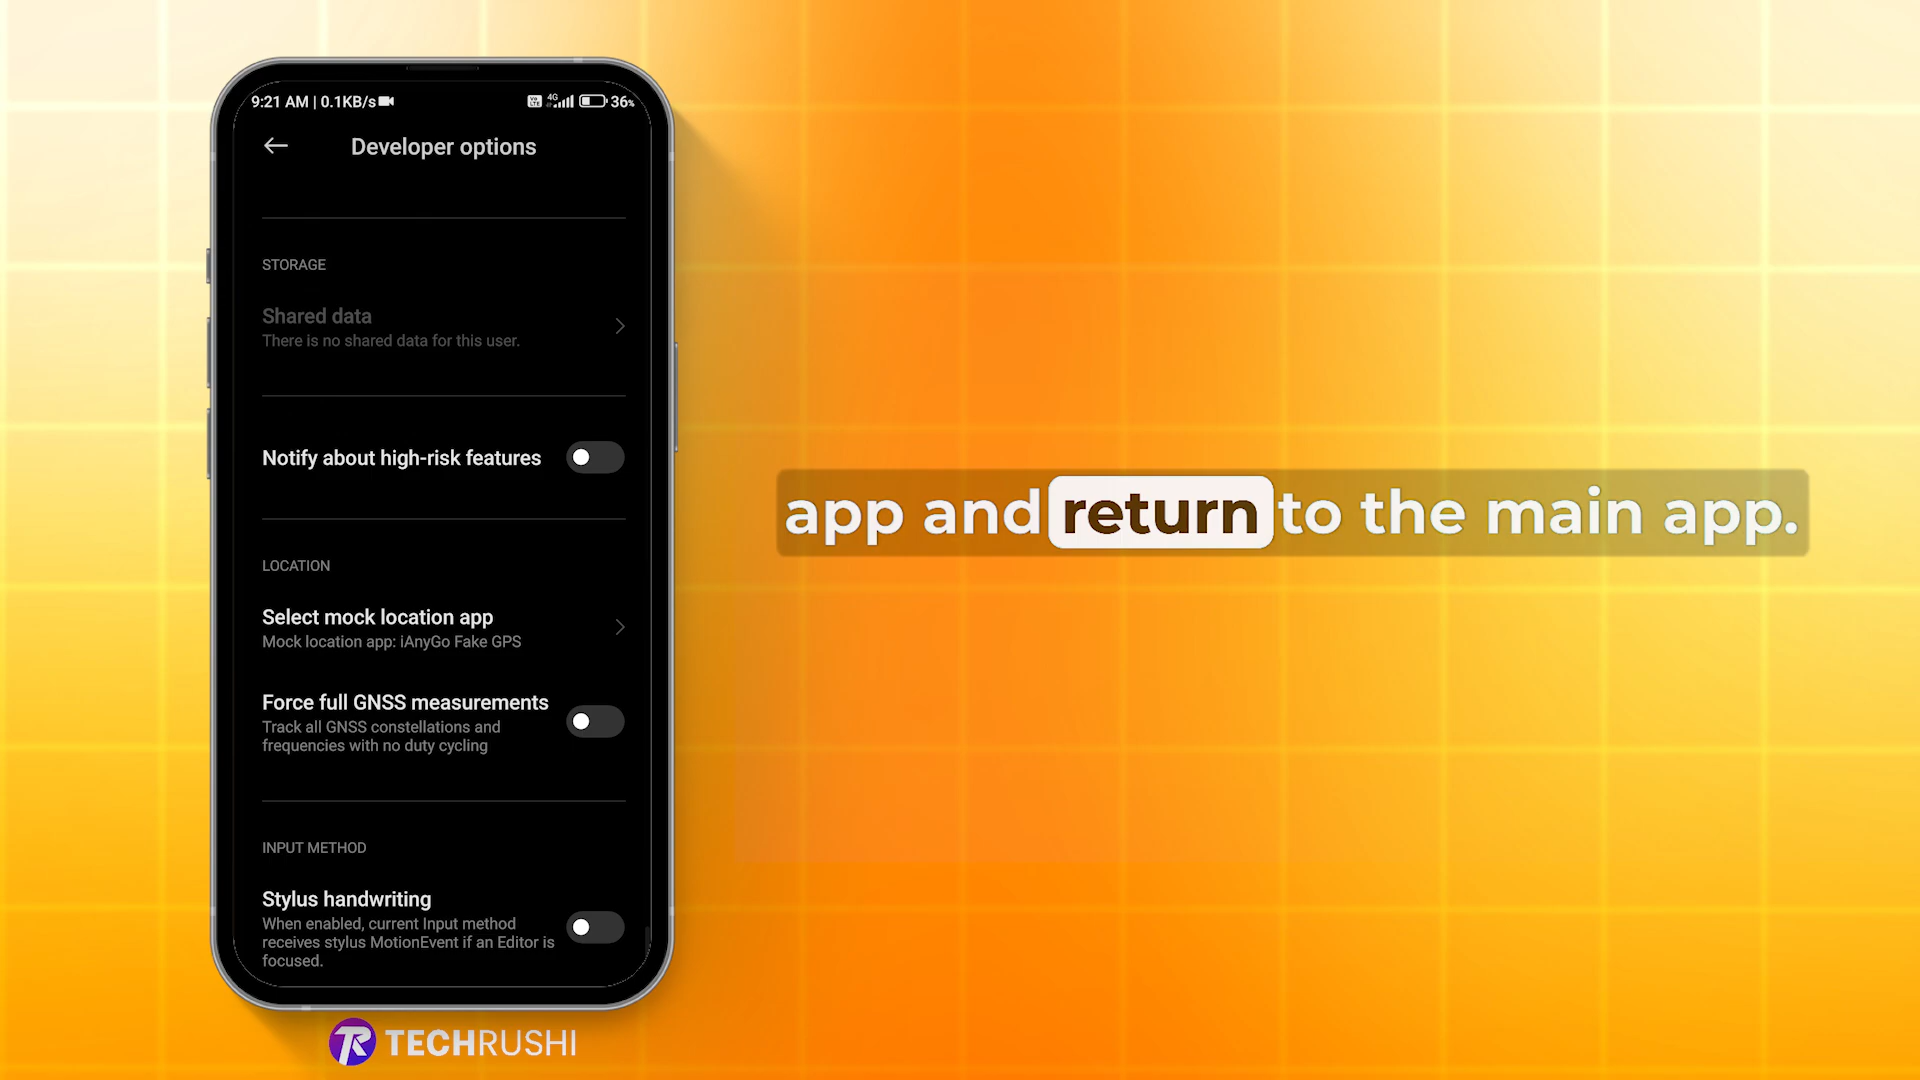 9:21 AM | 0.1KB/s
4G
36%
Developer options
STORAGE
Shared data
There is no shared data for this user.
Notify about high-risk features
LOCATION
Select mock location app
Mock location app: iAnyGo Fake GPS
Force full GNSS measurements
Track all GNSS constellations and
frequencies with no duty cycling
INPUT METHOD
Stylus handwriting
When enabled, current Input method
receives stylus MotionEvent if an Editor is
focused.
app and return to the main app.
TECHRUSHI